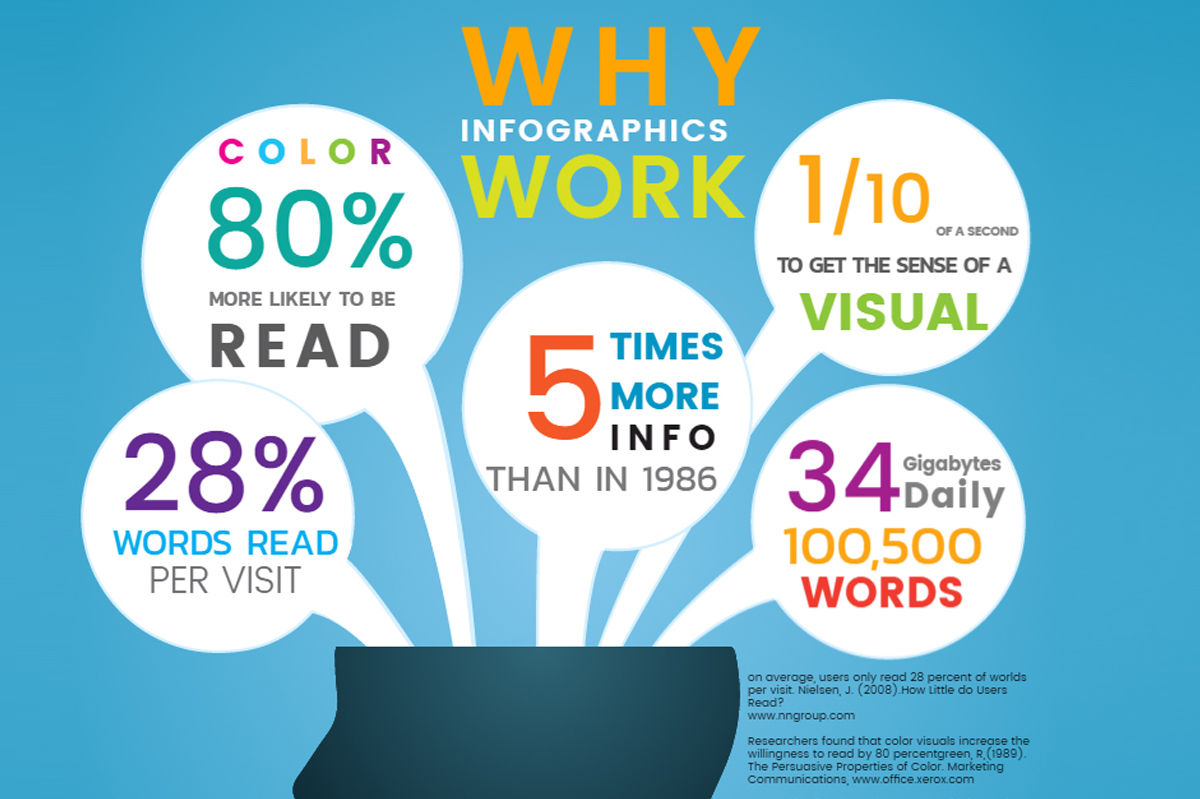 WHY
INFOGRAPHICS
WORK
COLOR
80%
MORE LIKELY TO BE
READ
28%
WORDS READ
PER VISIT
5 TIMES
MORE
INFO
THAN IN 1986
1/10
OF A SECOND
TO GET THE SENSE OF A
VISUAL
34 Gigabytes
Daily
100,500
WORDS
on average, users only read 28 percent of worlds
per visit. Nielsen, J. (2008).How Little do Users
Read?
www.nngroup.com
Researchers found that color visuals increase the
willingness to read by 80 percentgreen, R,(1989).
The Persuasive Properties of Color. Marketing
Communications, www.office.xerox.com